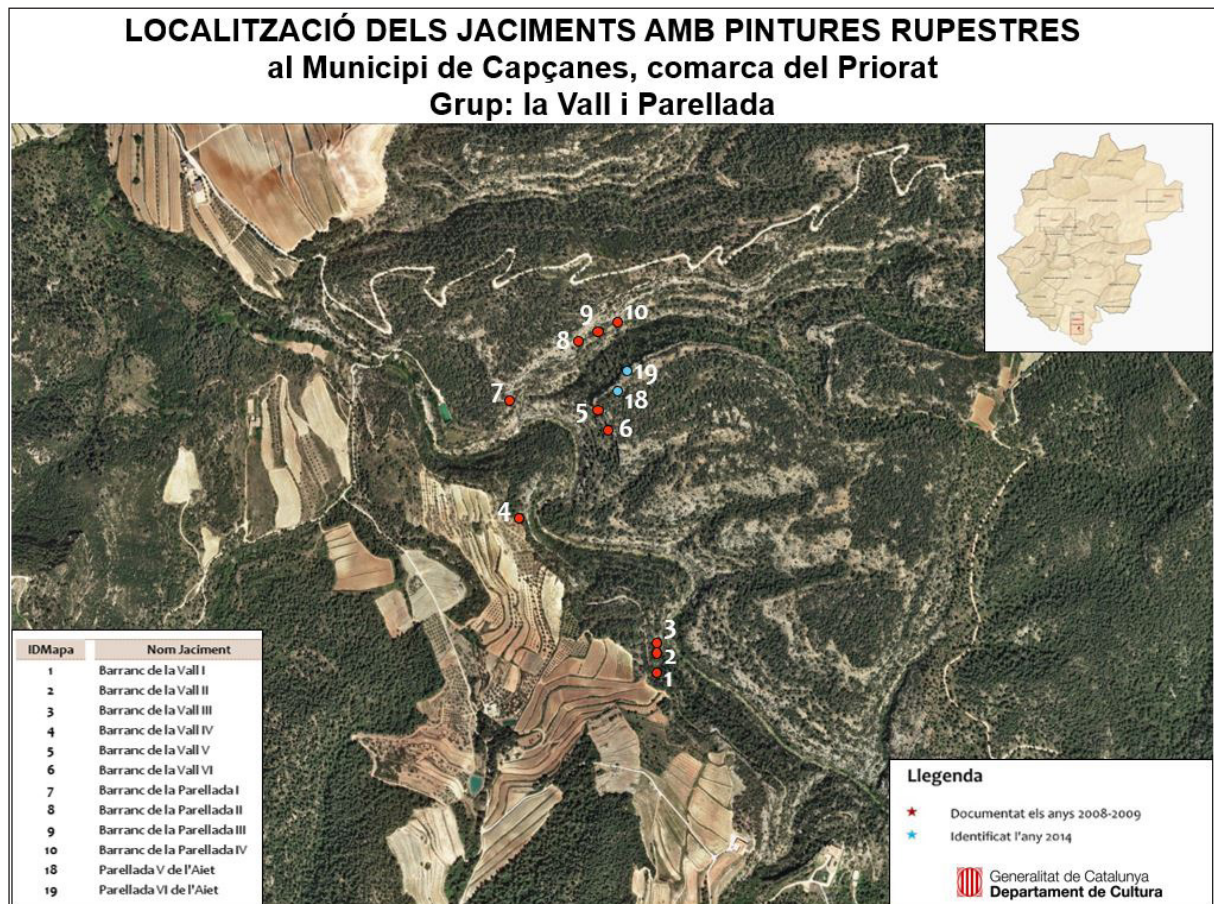 LOCALITZACIÓ DELS JACIMENTS AMB PINTURES RUPESTRES
al Municipi de Capçanes, comarca del Priorat
Grup: la Vall i Parellada
9
10
8
19
7
18
5
6
4
3
2
1
IDMapa Nom Jaciment
1 Barranc de la Vall I
2 Barranc de la Vall II
3 Barranc de la Vall III
4 Barranc de la Vall IV
5 Barranc de la Vall V
6 Barranc de la Vall VI
7 Barranc de la Parellada I
8 Barranc de la Parellada II
9 Barranc de la Parellada III
10 Barranc de la Parellada IV
18 Parellada V de l'Aiet
19 Parellada VI de l'Aiet
Llegenda
Documentat els anys 2008-2009
Identificat l'any 2014
Generalitat de Catalunya
Departament de Cultura